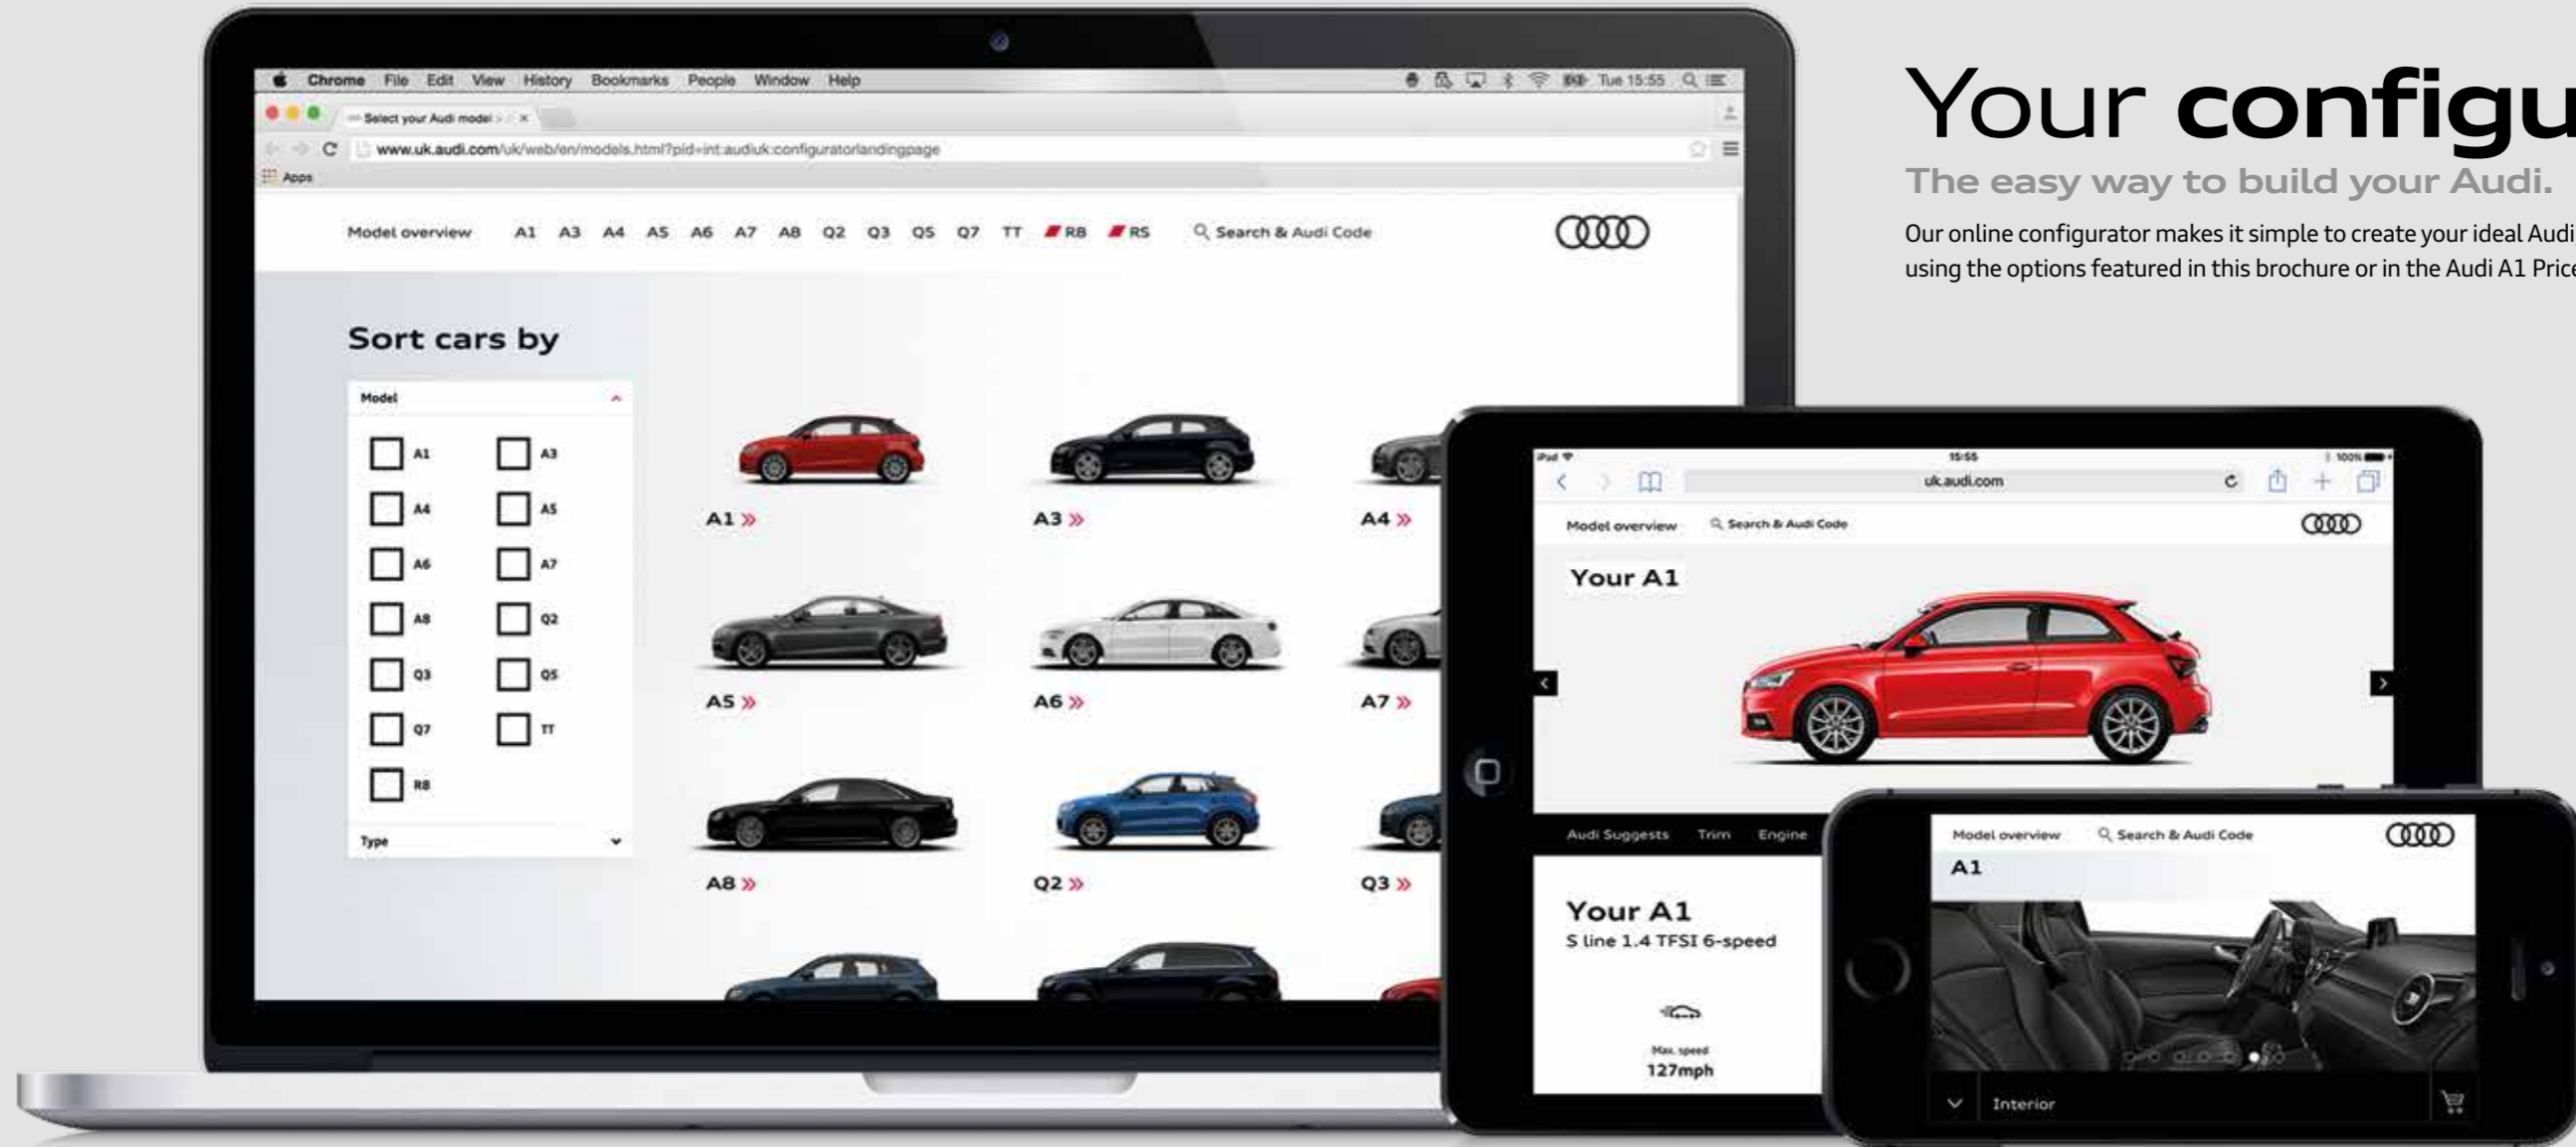 Chrome File Edit View History Bookmarks People Window Help
Tue 15:55
Select your Audi model
www.uk.audi.com/uk/web/en/models.html?pid=int:audiuk:configuratorlandingpage
Apps
Model overview A1 A3 A4 A5 A6 A7 A8 Q2 Q3 Q5 Q7 TT R8 RS Search & Audi Code
Sort cars by
Model
A1 A3
A4 A5
A6 A7
A8 Q2
Q3 Q5
Q7 TT
R8
Type
A1 » A3 » A4 »
A5 » A6 » A7 »
A8 » Q2 » Q3 »
Your configu
The easy way to build your Audi.
Our online configurator makes it simple to create your ideal Audi
using the options featured in this brochure or in the Audi A1 Price
iPad 15:55 100%
uk.audi.com
Model overview Search & Audi Code
Your A1
Audi Suggests Trim Engine
Your A1
S line 1.4 TFSI 6-speed
Max. speed
127mph
Model overview Search & Audi Code
A1
Interior